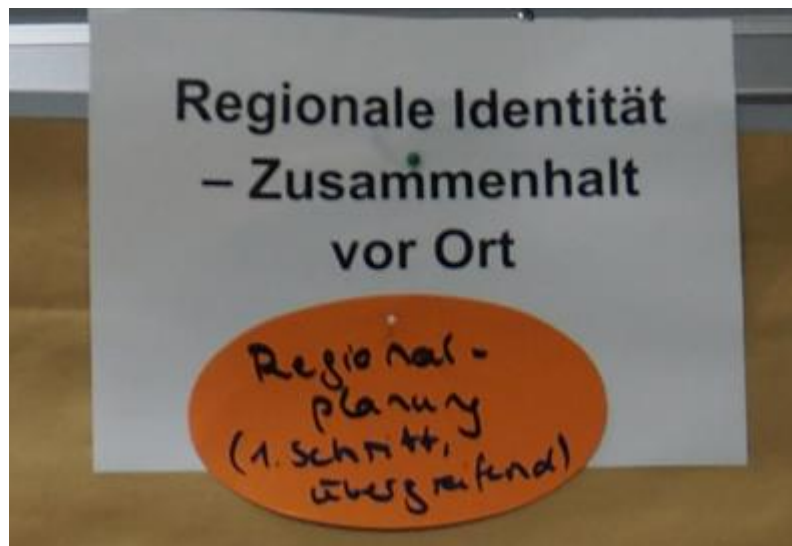 Regionale Identität
– Zusammenhalt
vor Ort
Regional-
planung
(1. Schritt,
übergreifend)